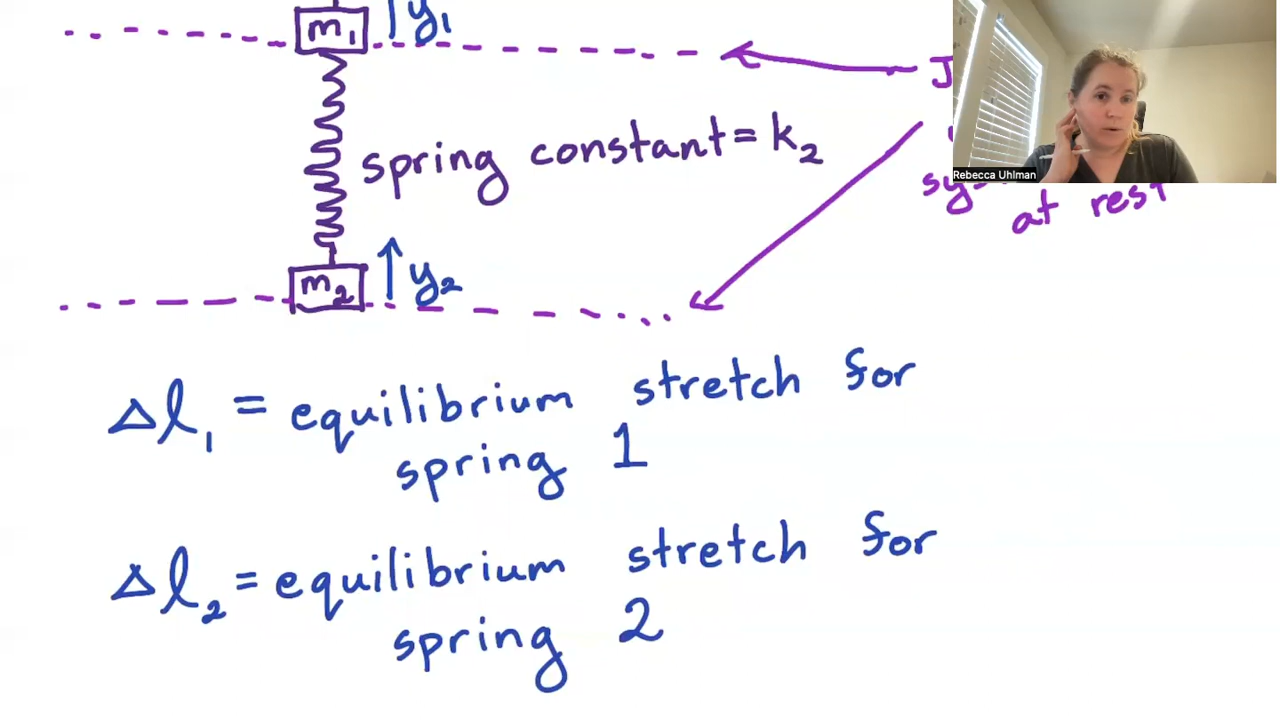 m1
y1
spring constant = k2
at rest
m2
y2
Δl1 = equilibrium stretch for
spring 1
Δl2 = equilibrium stretch for
spring 2
Rebecca Uhlman